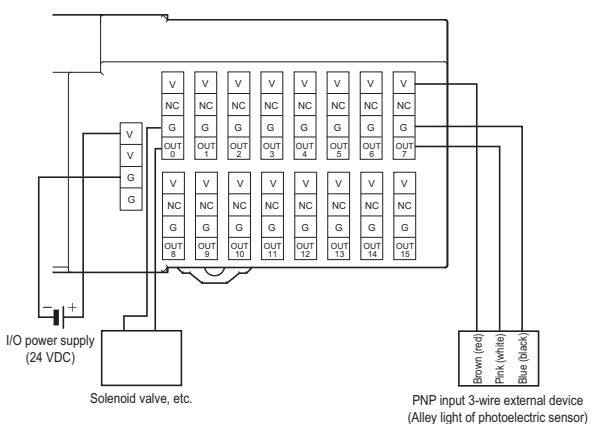 V V V V V V V V
NC NC NC NC NC NC NC NC
G G G G G G G G
OUT 0 OUT 1 OUT 2 OUT 3 OUT 4 OUT 5 OUT 6 OUT 7
V
V
G
G
V V V V V V V V
NC NC NC NC NC NC NC NC
G G G G G G G G
OUT 8 OUT 9 OUT 10 OUT 11 OUT 12 OUT 13 OUT 14 OUT 15
− +
I/O power supply
(24 VDC)
Solenoid valve, etc.
Brown (red)
Pink (white)
Blue (black)
PNP input 3-wire external device
(Alley light of photoelectric sensor)